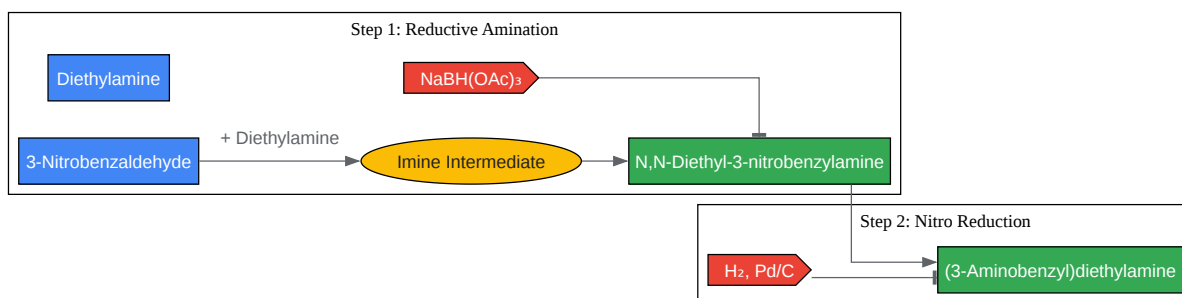 Step 1: Reductive Amination
Diethylamine
NaBH(OAc)₃
3-Nitrobenzaldehyde
+ Diethylamine
Imine Intermediate
N,N-Diethyl-3-nitrobenzylamine
Step 2: Nitro Reduction
H₂, Pd/C
(3-Aminobenzyl)diethylamine